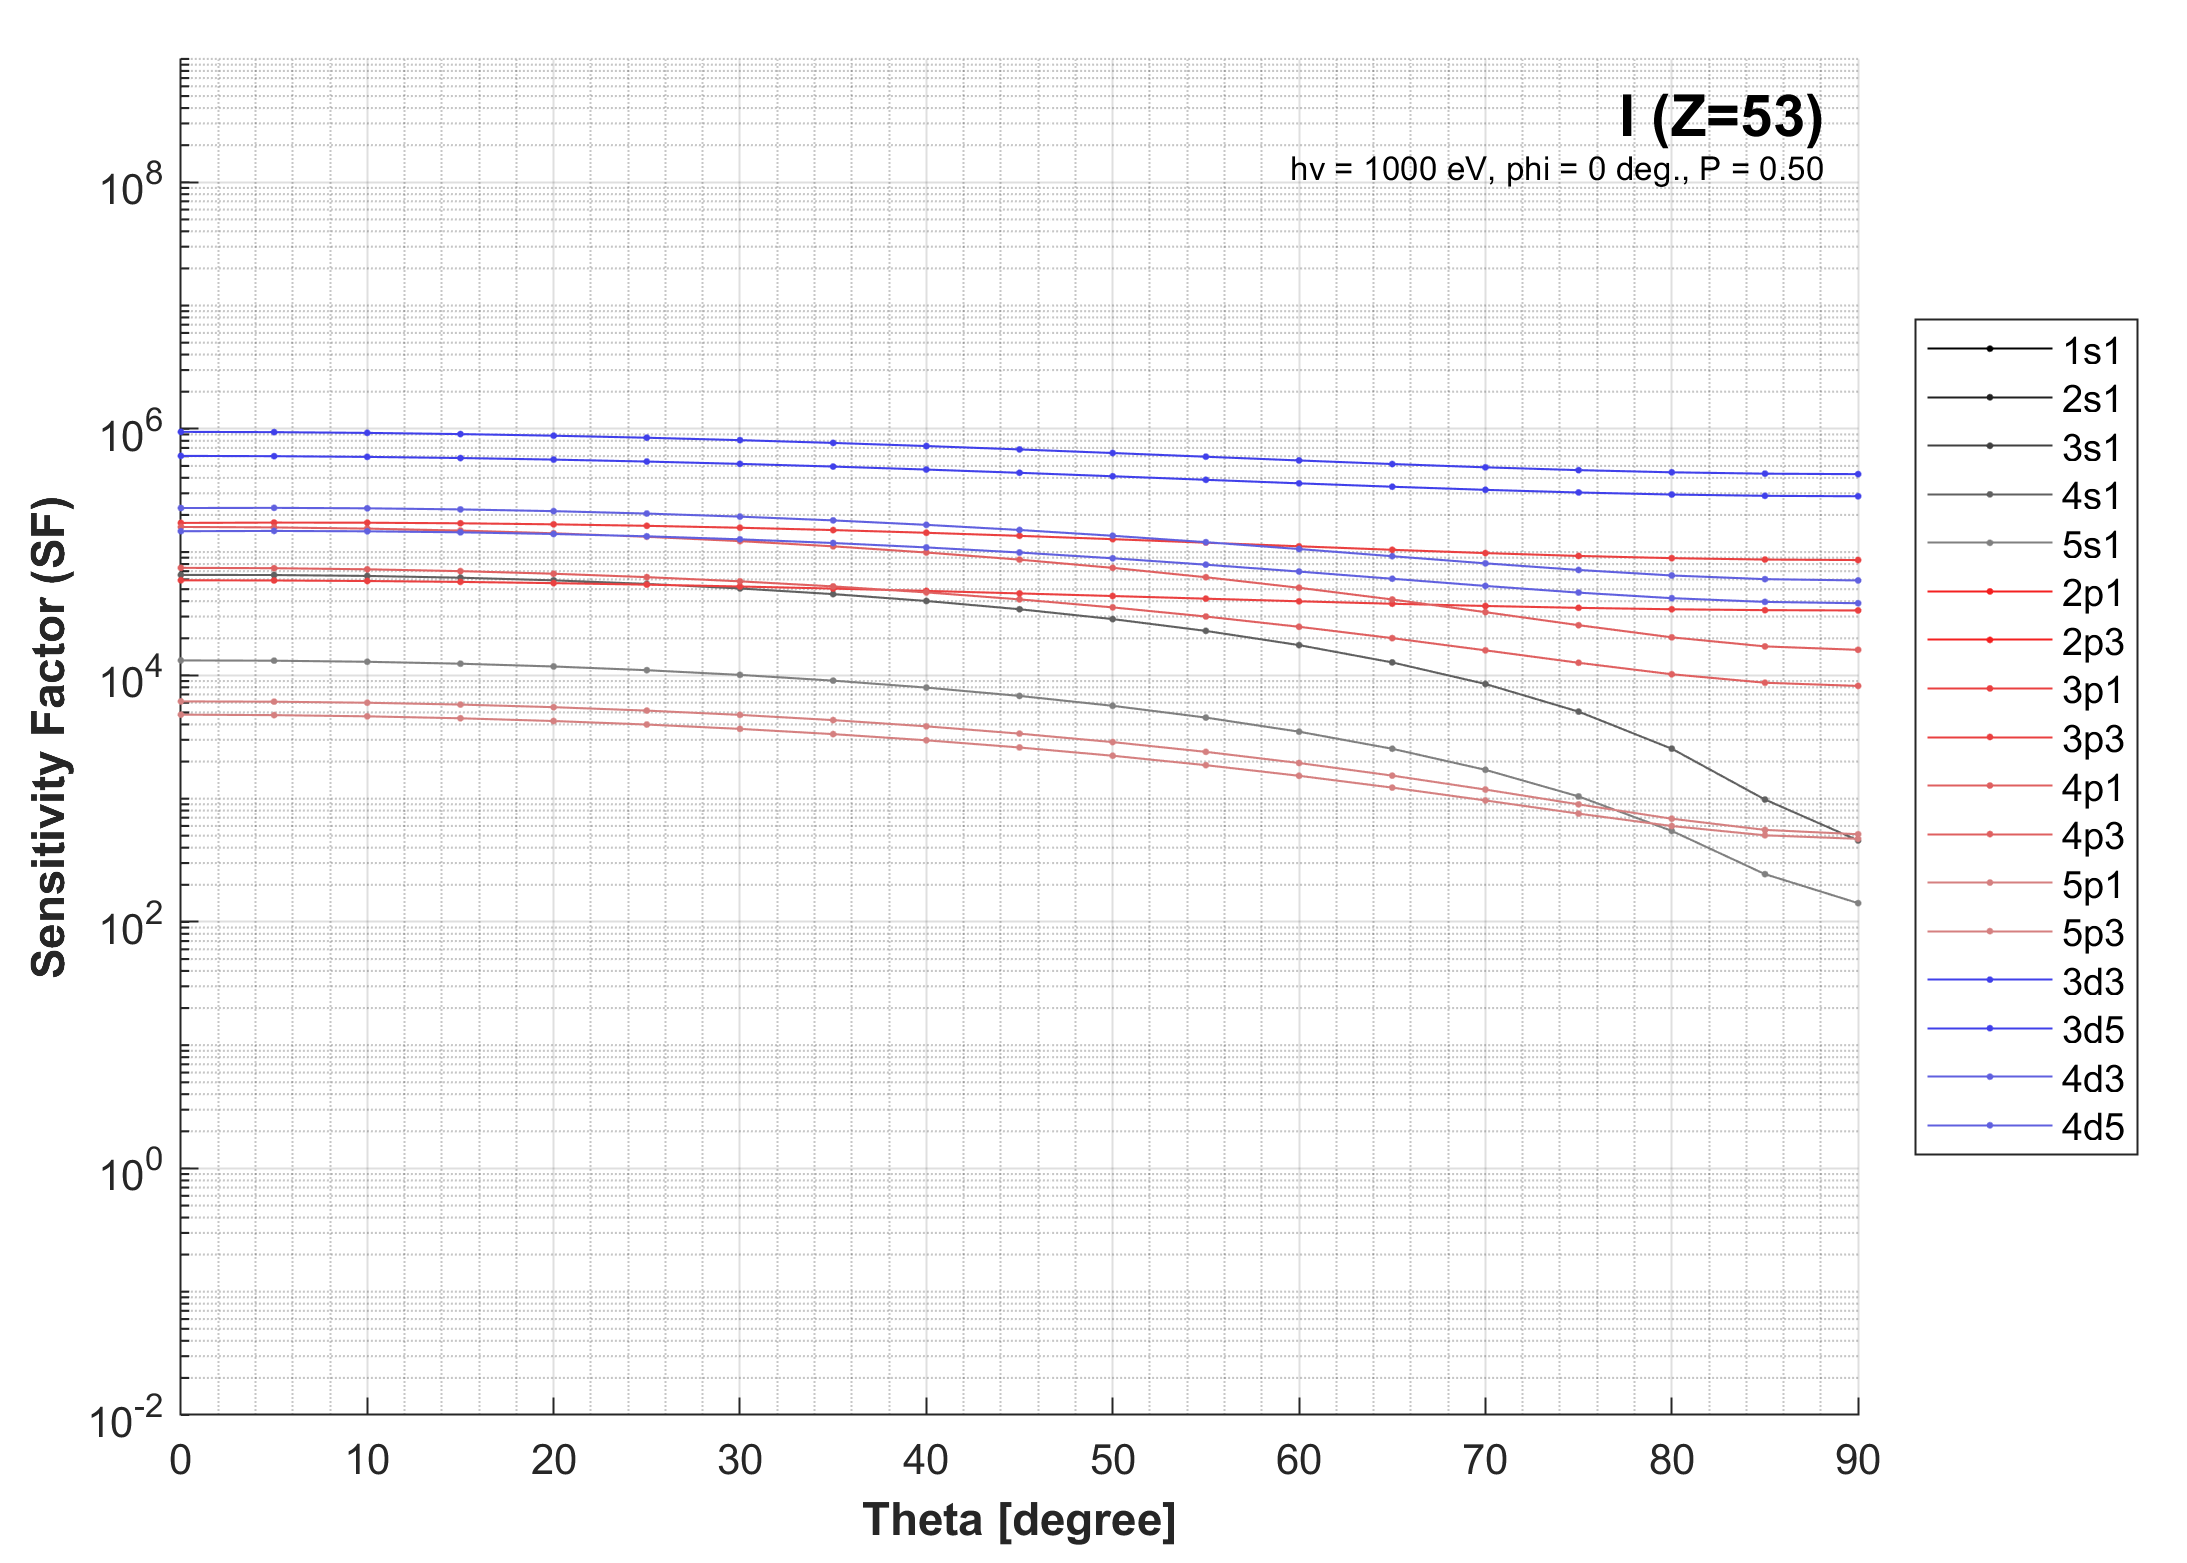 I (Z=53)
hv = 1000 eV, phi = 0 deg., P = 0.50
Sensitivity Factor (SF)
10^8
10^6
10^4
10^2
10^0
10^-2
0 10 20 30 40 50 60 70 80 90
Theta [degree]
1s1
2s1
3s1
4s1
5s1
2p1
2p3
3p1
3p3
4p1
4p3
5p1
5p3
3d3
3d5
4d3
4d5